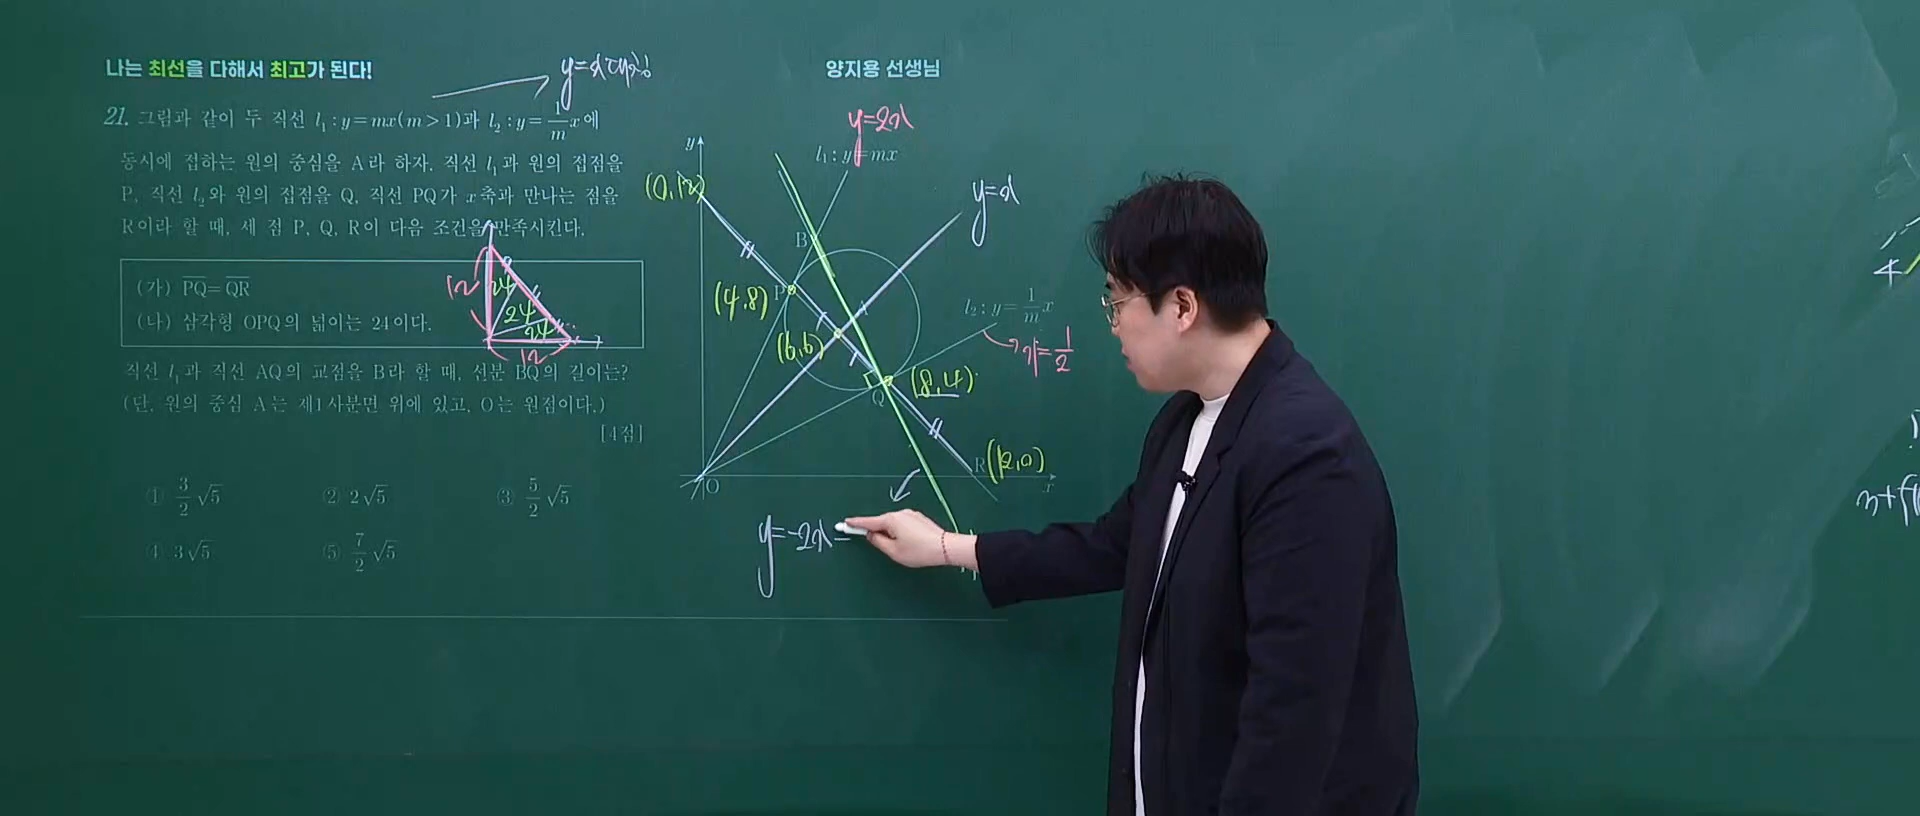 나는 최선을 다해서 최고가 된다!
양지용 선생님
21. 그림과 같이 두 직선 l₁ : y=mx(m>1)과 l₂ : y=1/m x에
동시에 접하는 원의 중심을 A라 하자. 직선 l₁과 원의 접점을
P, 직선 l₂와 원의 접점을 Q, 직선 PQ가 x축과 만나는 점을
R이라 할 때, 세 점 P, Q, R이 다음 조건을 만족시킨다.
(가) PQ=QR
(나) 삼각형 OPQ의 넓이는 24이다.
직선 l₁과 직선 AQ의 교점을 B라 할 때, 선분 BQ의 길이는?
(단, 원의 중심 A는 제1사분면 위에 있고, O는 원점이다.)
[4점]
① 3/2 √5
② 2√5
③ 5/2 √5
④ 3√5
⑤ 7/2 √5
12
24
24
24
12
y
y=2x
l₁ : y=mx
(0,12)
y=x
B
P
(4,8)
A
l₂ : y=1/m x
(6,6)
(8,4)
Q
R
(12,0)
O
x
y=-2x